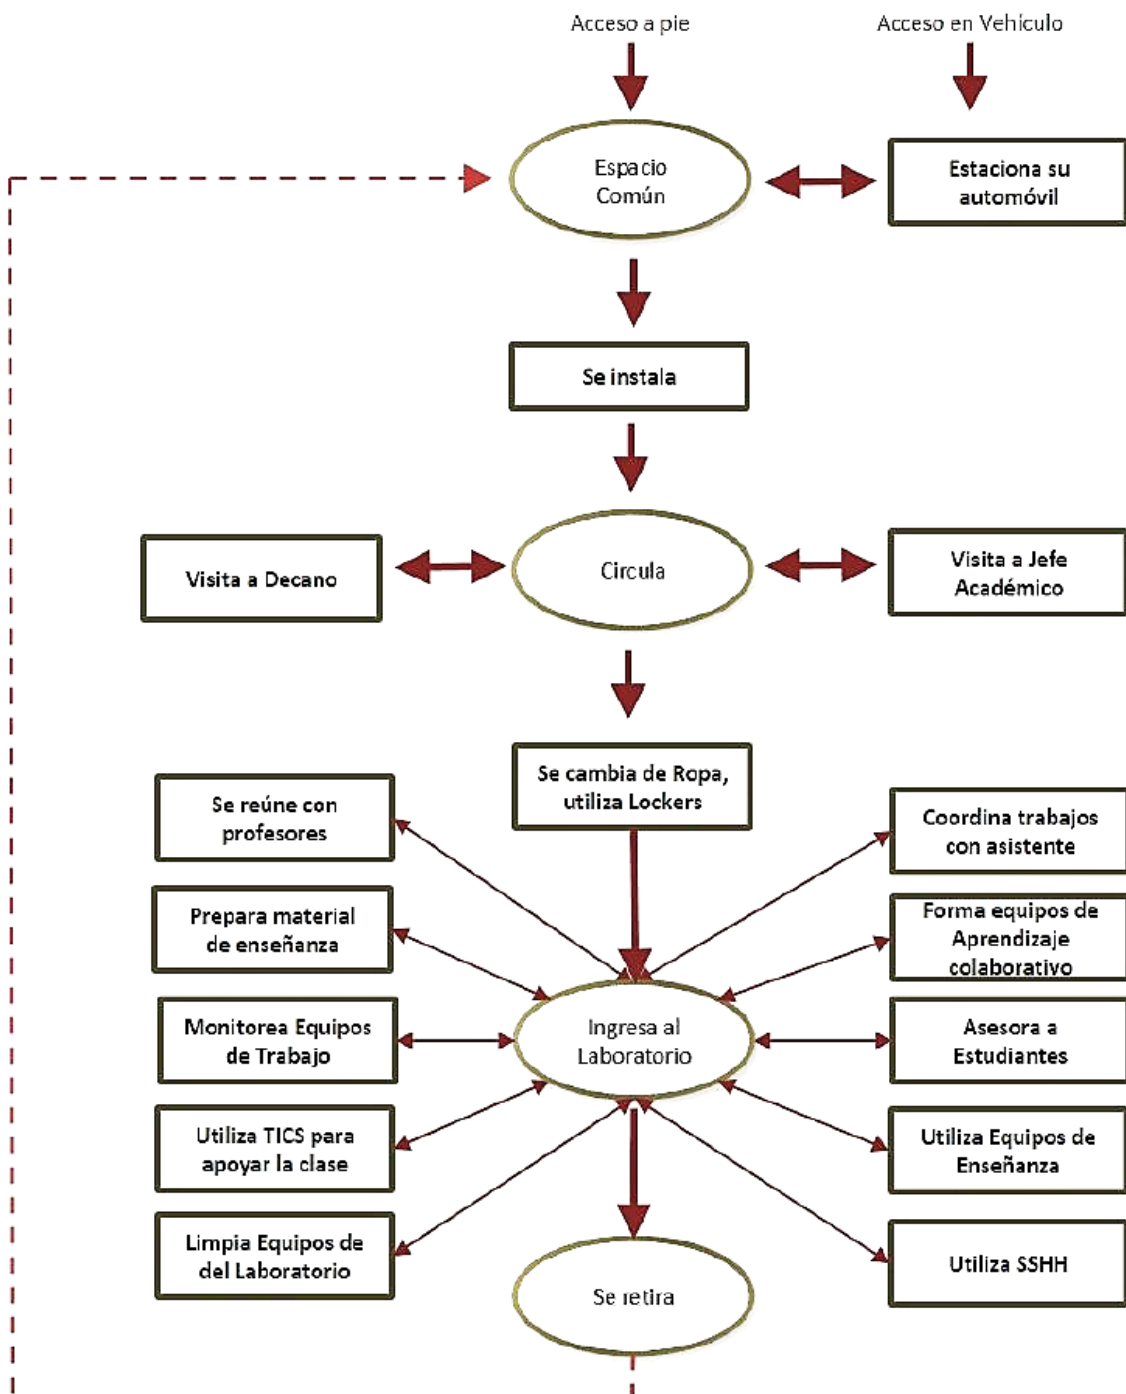 Acceso a pie
Acceso en Vehículo
Espacio
Común
Estaciona su
automóvil
Se instala
Visita a Decano
Circula
Visita a Jefe
Académico
Se cambia de Ropa,
utiliza Lockers
Se reúne con
profesores
Coordina trabajos
con asistente
Prepara material
de enseñanza
Forma equipos de
Aprendizaje
colaborativo
Monitorea Equipos
de Trabajo
Ingresa al
Laboratorio
Asesora a
Estudiantes
Utiliza TICS para
apoyar la clase
Utiliza Equipos de
Enseñanza
Limpia Equipos de
del Laboratorio
Se retira
Utiliza SSHH